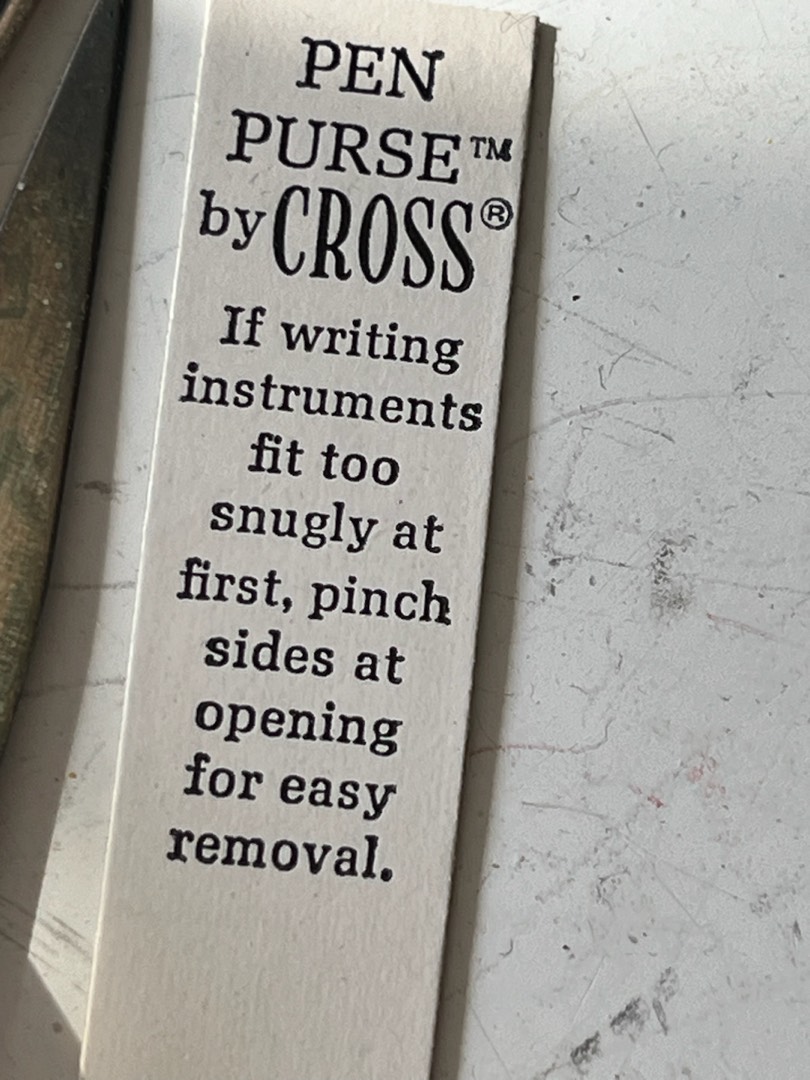 PEN
PURSE™
by CROSS®
If writing
instruments
fit too
snugly at
first, pinch
sides at
opening
for easy
removal.